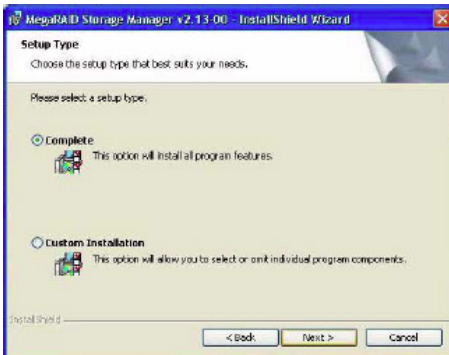 MegaRAID Storage Manager v2.13-00 - InstallShield Wizard
Setup Type
Choose the setup type that best suits your needs.
Please select a setup type.
Complete
This option will install all program features.
Custom Installation
This option will allow you to select or omit individual program components.
InstallShield
< Back
Next >
Cancel